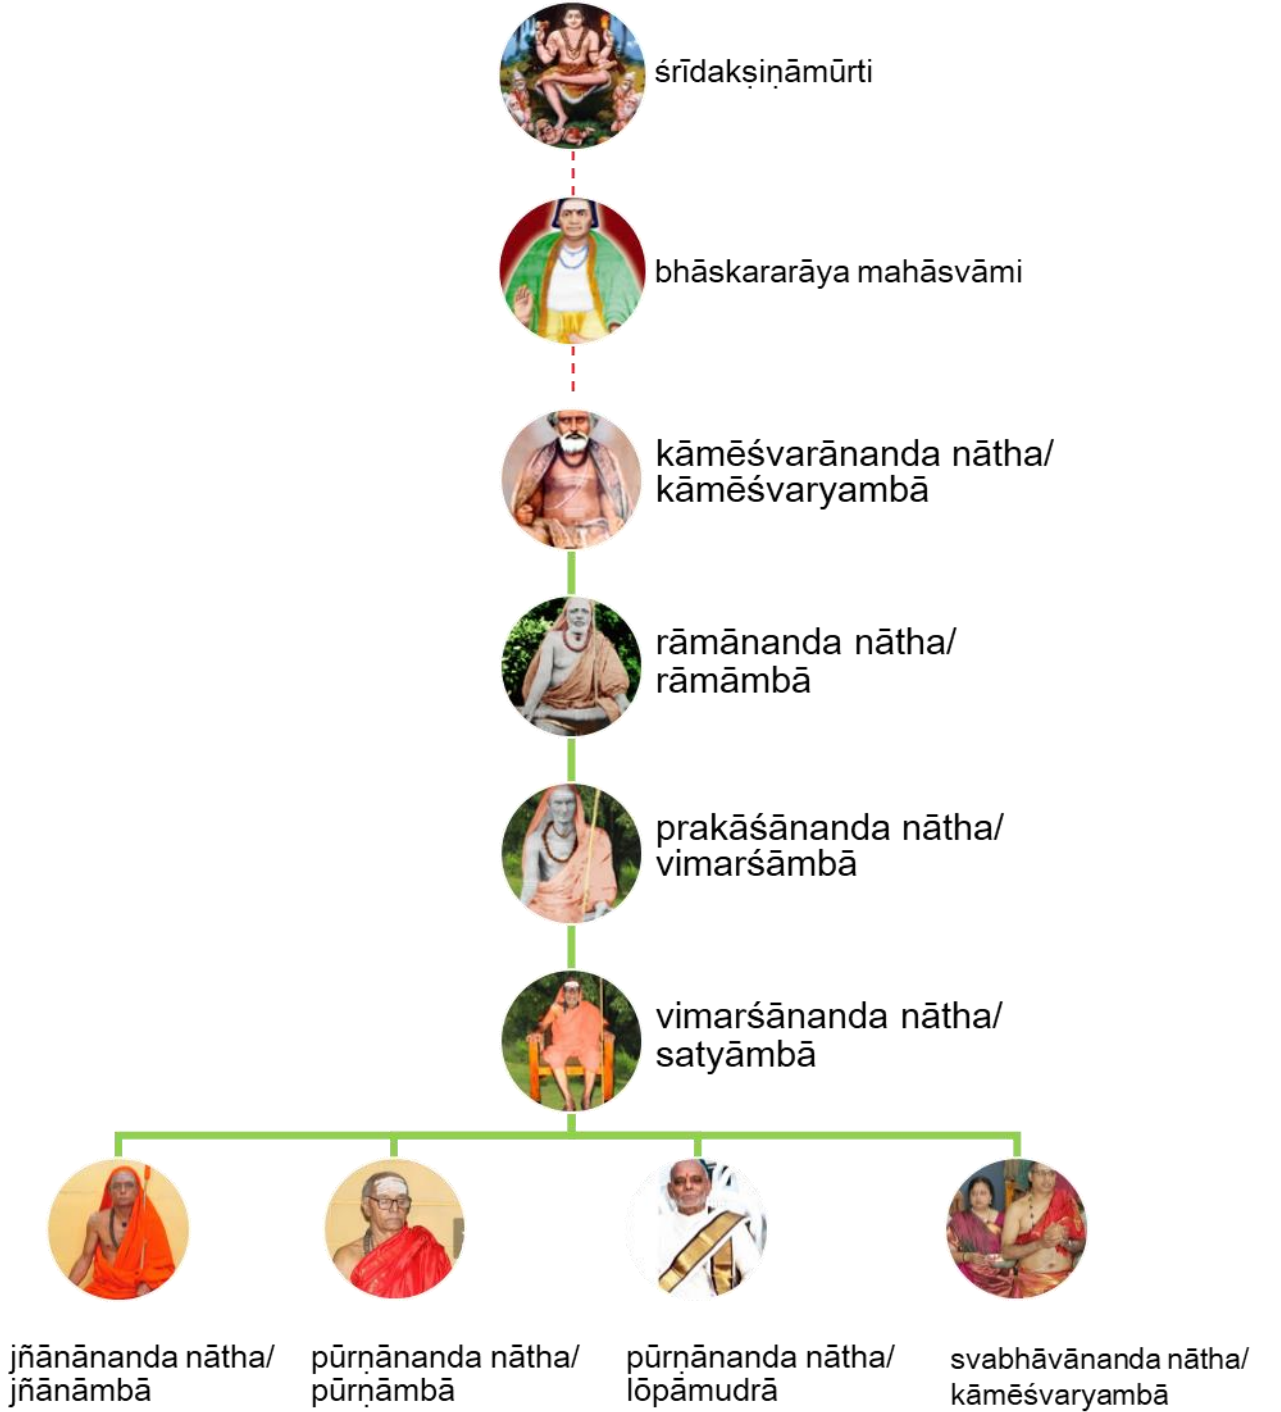 śrīdakṣiṇāmūrti
bhāskararāya mahāsvāmi
kāmēśvarānanda nātha/
kāmēśvaryambā
rāmānanda nātha/
rāmāmbā
prakāśānanda nātha/
vimarśāmbā
vimarśānanda nātha/
satyāmbā
jñānānanda nātha/
jñānāmbā
pūrṇānanda nātha/
pūrṇāmbā
pūrṇānanda nātha/
lōpāmudrā
svabhāvānanda nātha/
kāmēśvaryambā